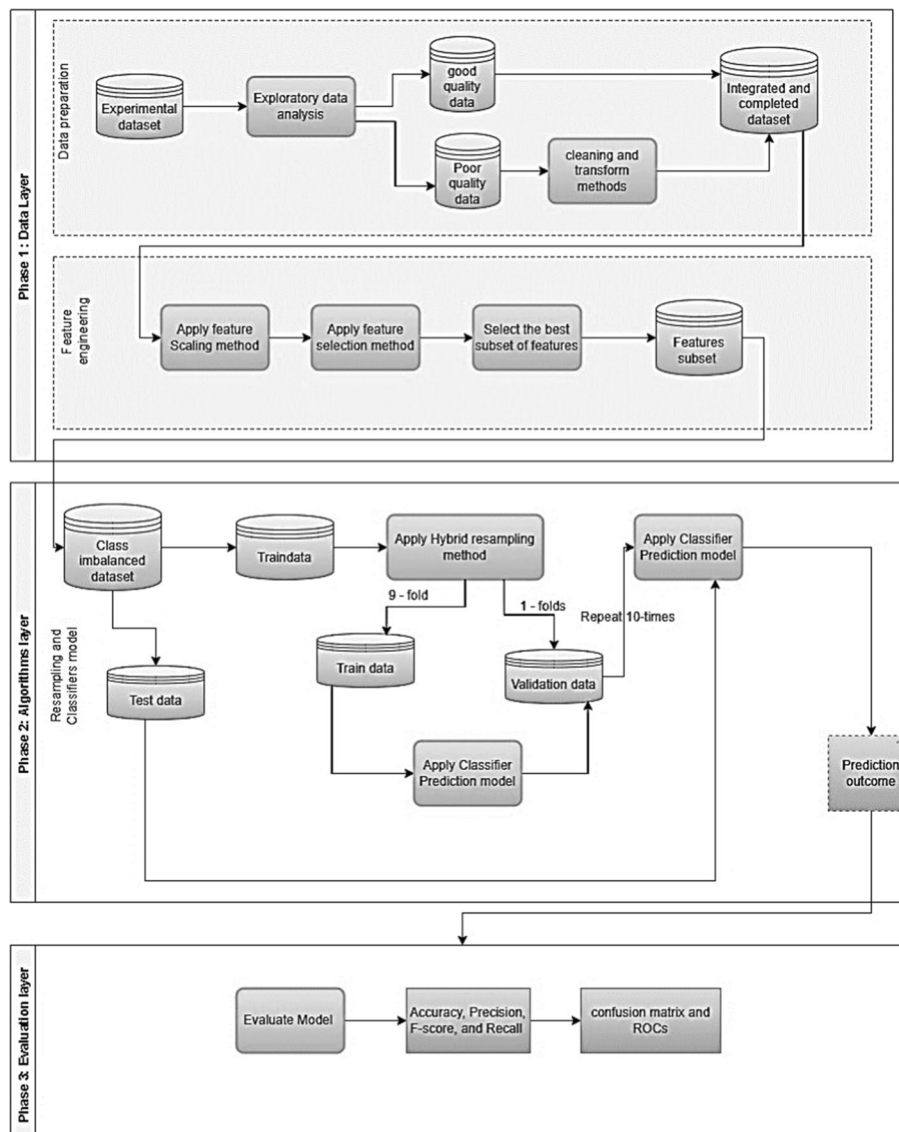 Phase 1 : Data Layer
Data preparation
Experimental
dataset
Exploratory data
analysis
good
quality
data
Poor
quality
data
cleaning and
transform
methods
Integrated and
completed
dataset
Feature
engineering
Apply feature
Scaling method
Apply feature
selection method
Select the best
subset of features
Features
subset
Phase 2: Algorithms layer
Resampling and
Classifiers model
Class
imbalanced
dataset
Traindata
Apply Hybrid resampling
method
Apply Classifier
Prediction model
9 - fold
1 - folds
Repeat 10-times
Train data
Validation data
Test data
Apply Classifier
Prediction model
Prediction
outcome
Phase 3: Evaluation layer
Evaluate Model
Accuracy, Precision,
F-score, and Recall
confusion matrix and
ROCs